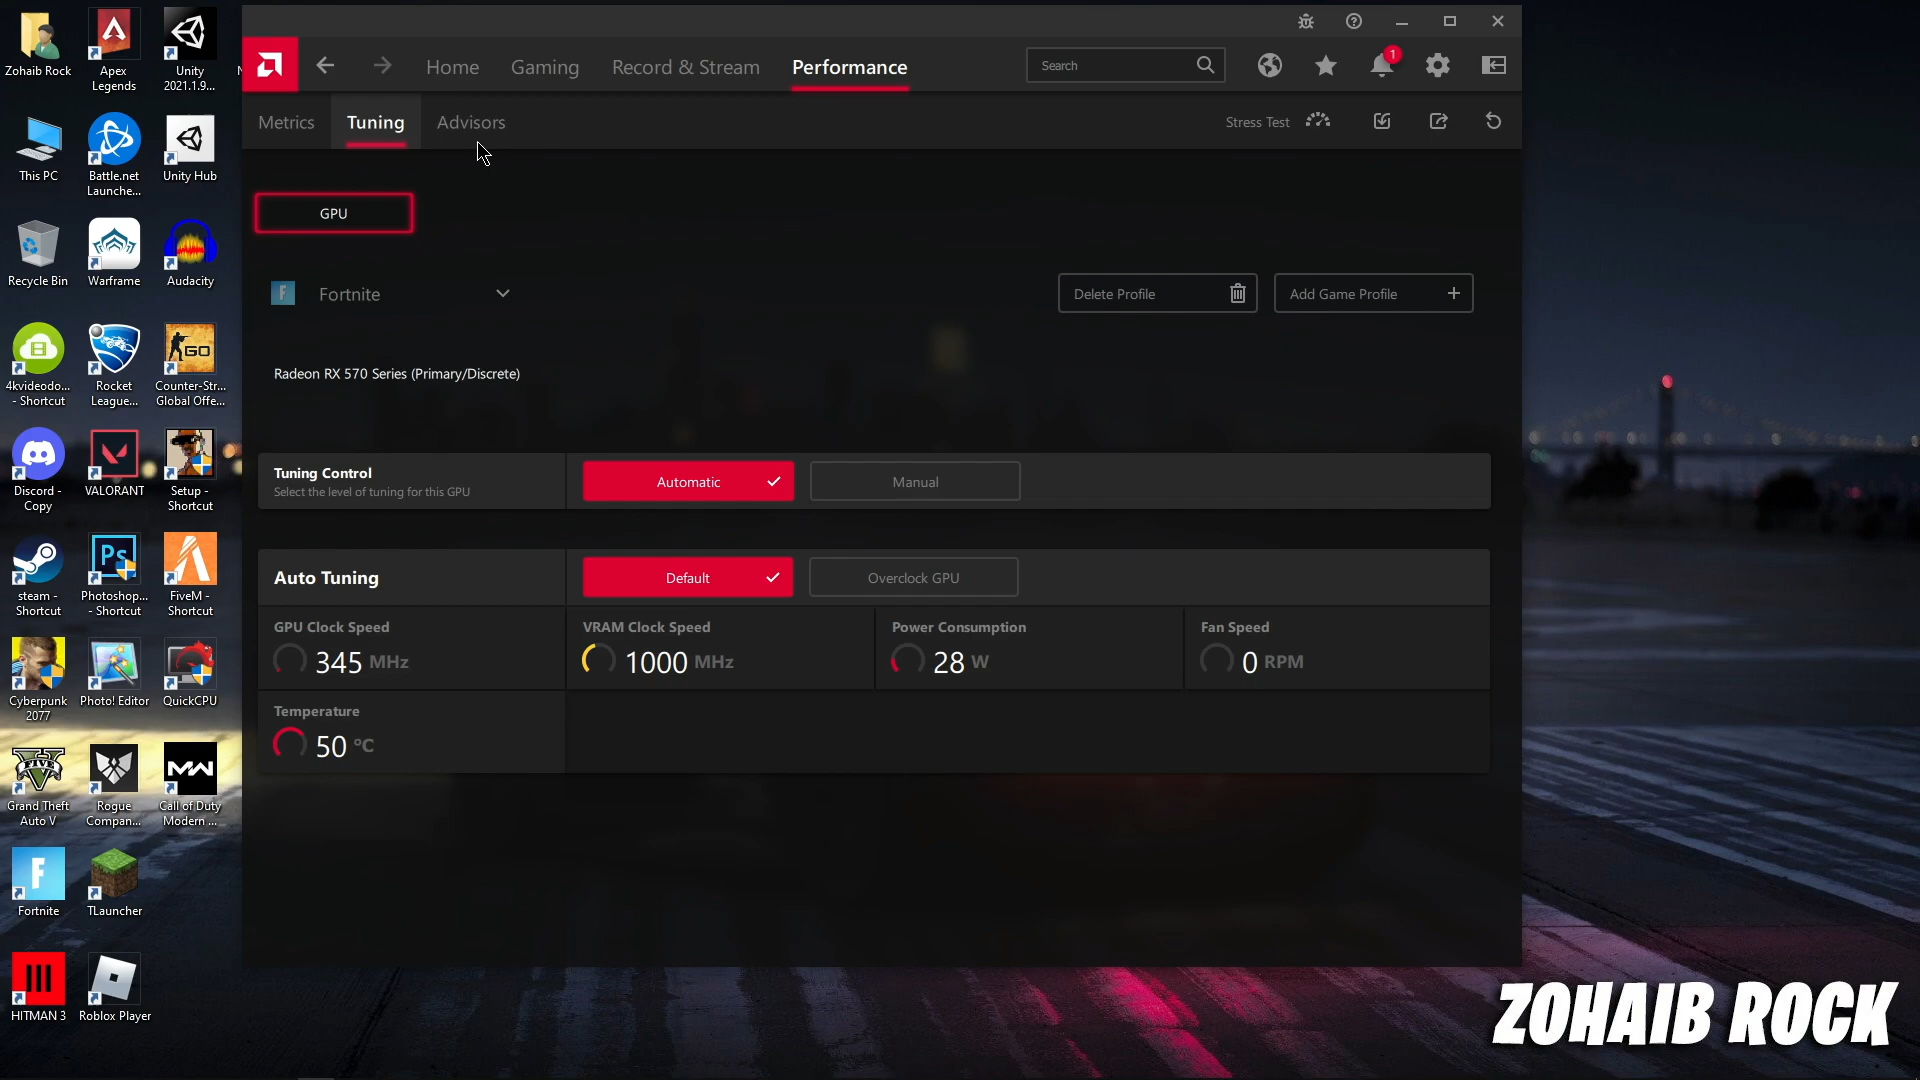 Zohaib Rock
Apex
Legends
Unity
2021.1.9...
This PC
Battle.net
Launche...
Unity Hub
Recycle Bin
Warframe
Audacity
4kvideodo...
- Shortcut
Rocket
League...
GO
Counter-Str...
Global Offe...
Discord -
Copy
VALORANT
Setup -
Shortcut
steam -
Shortcut
Ps
Photoshop...
- Shortcut
FiveM -
Shortcut
Cyberpunk
2077
Photo! Editor
QuickCPU
FIVE
Grand Theft
Auto V
Rogue
Compan...
MW
Call of Duty
Modern ...
F
Fortnite
TLauncher
HITMAN 3
Roblox Player
Home
Gaming
Record & Stream
Performance
Search
1
Metrics
Tuning
Advisors
Stress Test
GPU
F
Fortnite
Delete Profile
Add Game Profile
Radeon RX 570 Series (Primary/Discrete)
Tuning Control
Select the level of tuning for this GPU
Automatic
Manual
Auto Tuning
Default
Overclock GPU
GPU Clock Speed
345 MHz
VRAM Clock Speed
1000 MHz
Power Consumption
28 W
Fan Speed
0 RPM
Temperature
50 °C
ZOHAIB ROCK